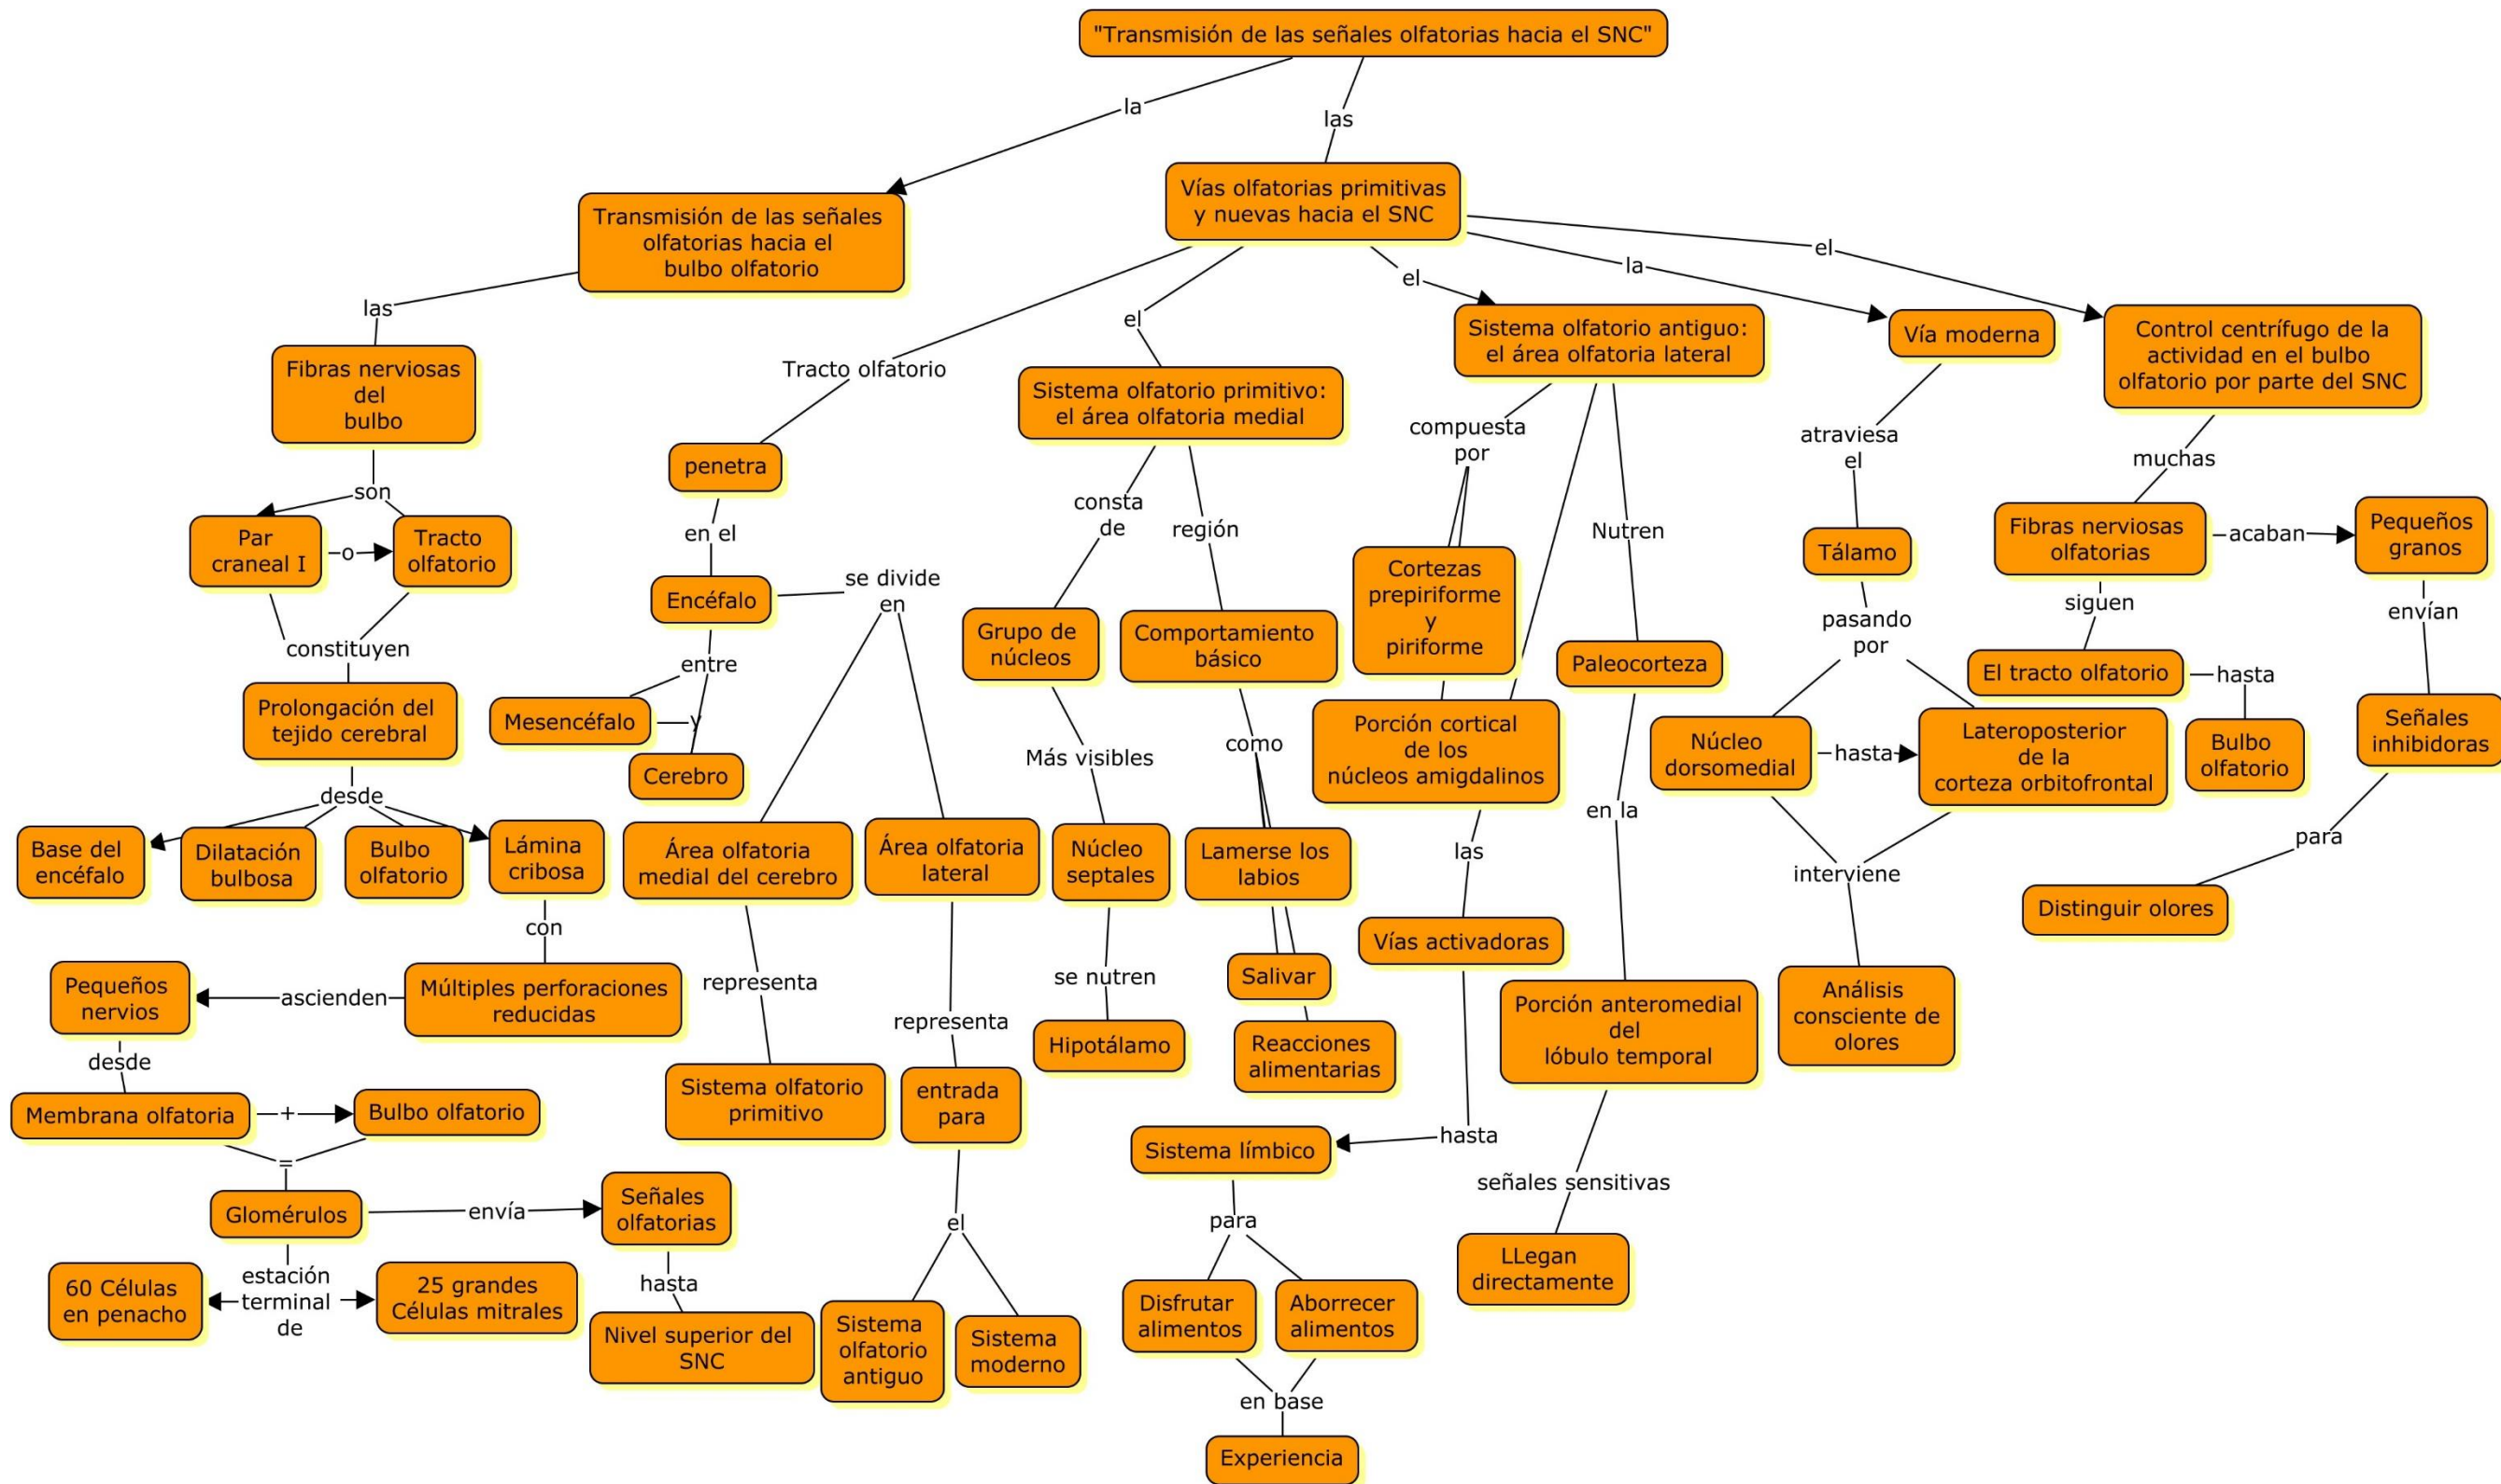 "Transmisión de las señales olfatorias hacia el SNC"
la
las
Transmisión de las señales
olfatorias hacia el
bulbo olfatorio
Vías olfatorias primitivas
y nuevas hacia el SNC
las
Fibras nerviosas
del
bulbo
son
Par
craneal I
o
Tracto
olfatorio
constituyen
Prolongación del
tejido cerebral
desde
Base del
encéfalo
Dilatación
bulbosa
Bulbo
olfatorio
Lámina
cribosa
con
Múltiples perforaciones
reducidas
ascienden
Pequeños
nervios
desde
Membrana olfatoria
+
Bulbo olfatorio
=
Glomérulos
envía
Señales
olfatorias
hasta
Nivel superior del
SNC
estación
terminal
de
60 Células
en penacho
25 grandes
Células mitrales
Tracto olfatorio
penetra
en el
Encéfalo
entre
Mesencéfalo
y
Cerebro
se divide
en
Área olfatoria
medial del cerebro
representa
Sistema olfatorio
primitivo
Área olfatoria
lateral
representa
entrada
para
el
Sistema
olfatorio
antiguo
Sistema
moderno
el
Sistema olfatorio primitivo:
el área olfatoria medial
consta
de
Grupo de
núcleos
Más visibles
Núcleo
septales
se nutren
Hipotálamo
región
Comportamiento
básico
como
Lamerse los
labios
Salivar
Reacciones
alimentarias
el
Sistema olfatorio antiguo:
el área olfatoria lateral
compuesta
por
Cortezas
prepiriforme
y
piriforme
Porción cortical
de los
núcleos amigdalinos
las
Vías activadoras
hasta
Sistema límbico
para
Disfrutar
alimentos
Aborrecer
alimentos
en base
Experiencia
Nutren
Paleocorteza
en la
Porción anteromedial
del
lóbulo temporal
señales sensitivas
LLegan
directamente
la
Vía moderna
atraviesa
el
Tálamo
pasando
por
Núcleo
dorsomedial
hasta
Lateroposterior
de la
corteza orbitofrontal
interviene
Análisis
consciente de
olores
el
Control centrífugo de la
actividad en el bulbo
olfatorio por parte del SNC
muchas
Fibras nerviosas
olfatorias
acaban
Pequeños
granos
siguen
El tracto olfatorio
hasta
Bulbo
olfatorio
envían
Señales
inhibidoras
para
Distinguir olores